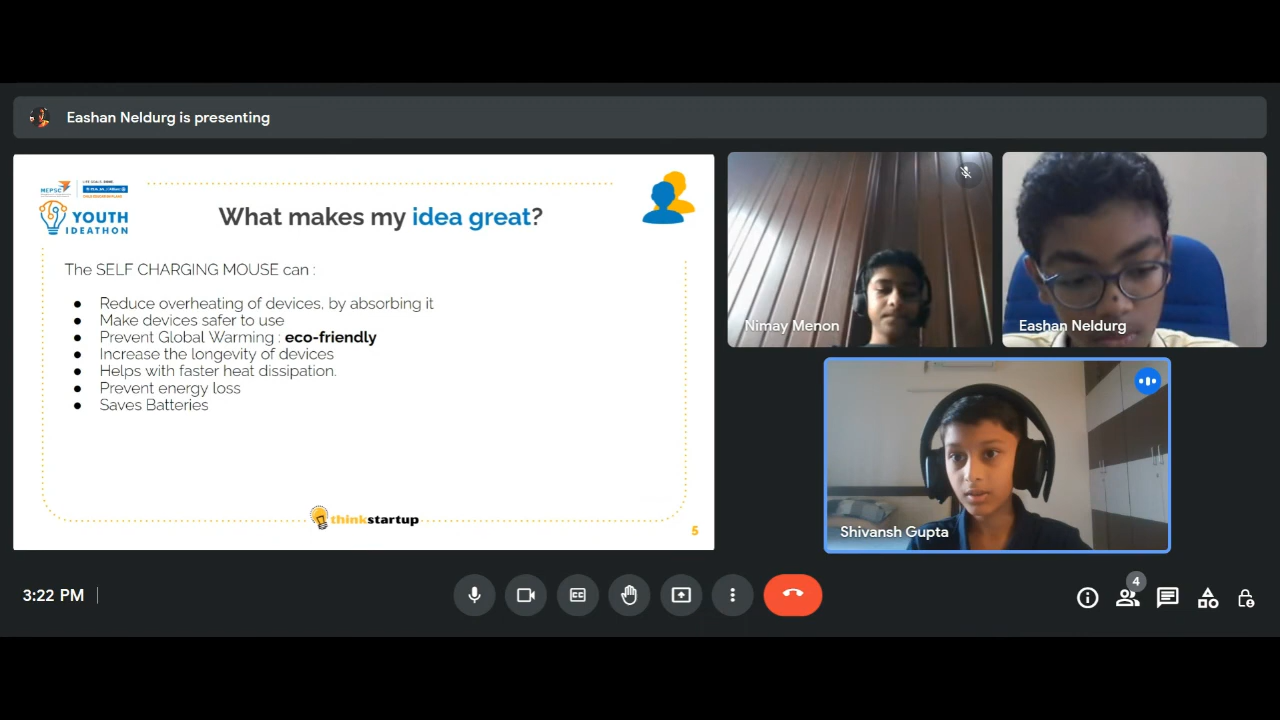 Eashan Neldurg is presenting
MEPSC
YOUTH
IDEATHON
What makes my idea great?
The SELF CHARGING MOUSE can :
● Reduce overheating of devices, by absorbing it
● Make devices safer to use
● Prevent Global Warming : eco-friendly
● Increase the longevity of devices
● Helps with faster heat dissipation.
● Prevent energy loss
● Saves Batteries
thinkstartup
5
Nimay Menon
Eashan Neldurg
Shivansh Gupta
3:22 PM
CC
4